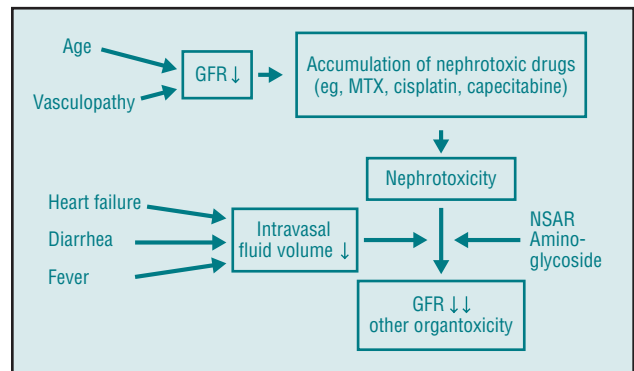 Age
Vasculopathy
GFR ↓
Accumulation of nephrotoxic drugs
(eg, MTX, cisplatin, capecitabine)
Nephrotoxicity
Heart failure
Diarrhea
Fever
Intravasal
fluid volume ↓
NSAR
Amino-
glycoside
GFR ↓↓
other organtoxicity